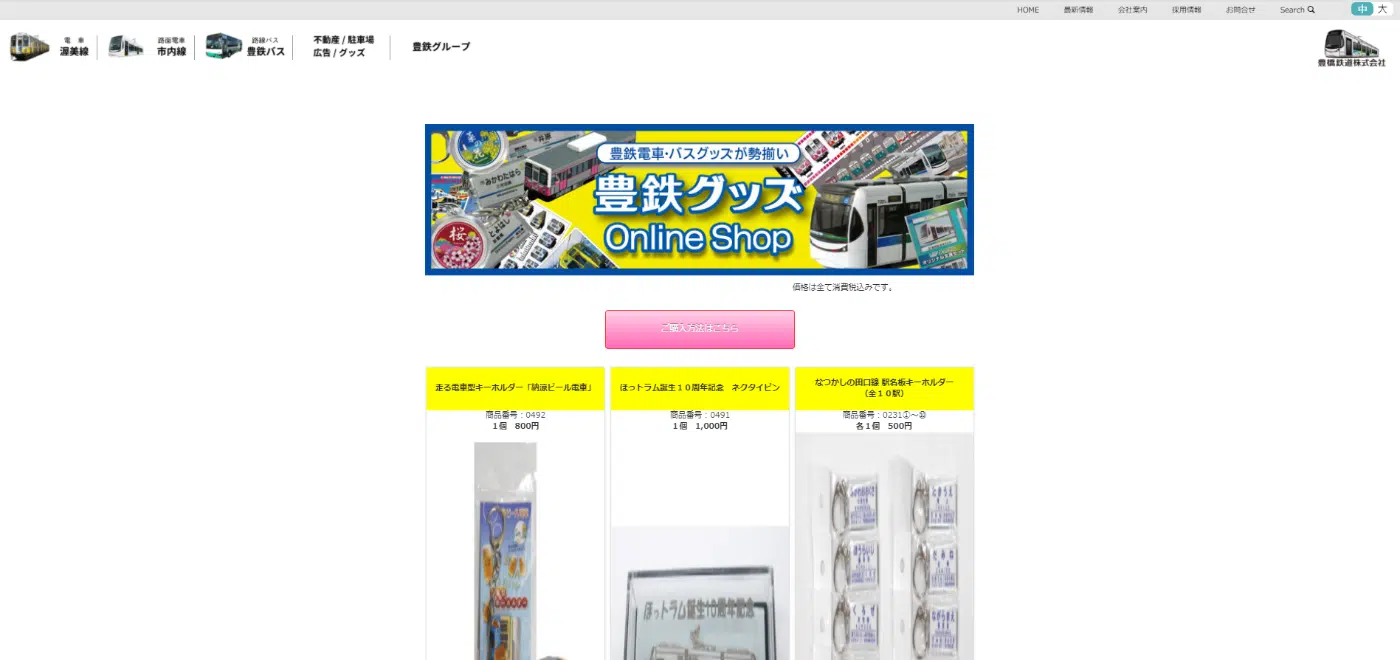 HOME 最新情報 会社案内 採用情報 お問合せ Search 中 大
電 車
渥美線
路面電車
市内線
路線バス
豊鉄バス
不動産 / 駐車場
広告 / グッズ
豊鉄グループ
豊橋鉄道株式会社
豊鉄電車・バスグッズが勢揃い
豊鉄グッズ
Online Shop
桜
価格は全て消費税込みです。
ご購入方法はこちら
走る電車型キーホルダー「納涼ビール電車」
商品番号：0492
1個 800円
ほっトラム誕生１０周年記念 ネクタイピン
商品番号：0491
1個 1,000円
ほっトラム誕生10周年記念
なつかしの田口線 駅名板キーホルダー
（全１０駅）
商品番号：0231①～⑩
各１個 500円